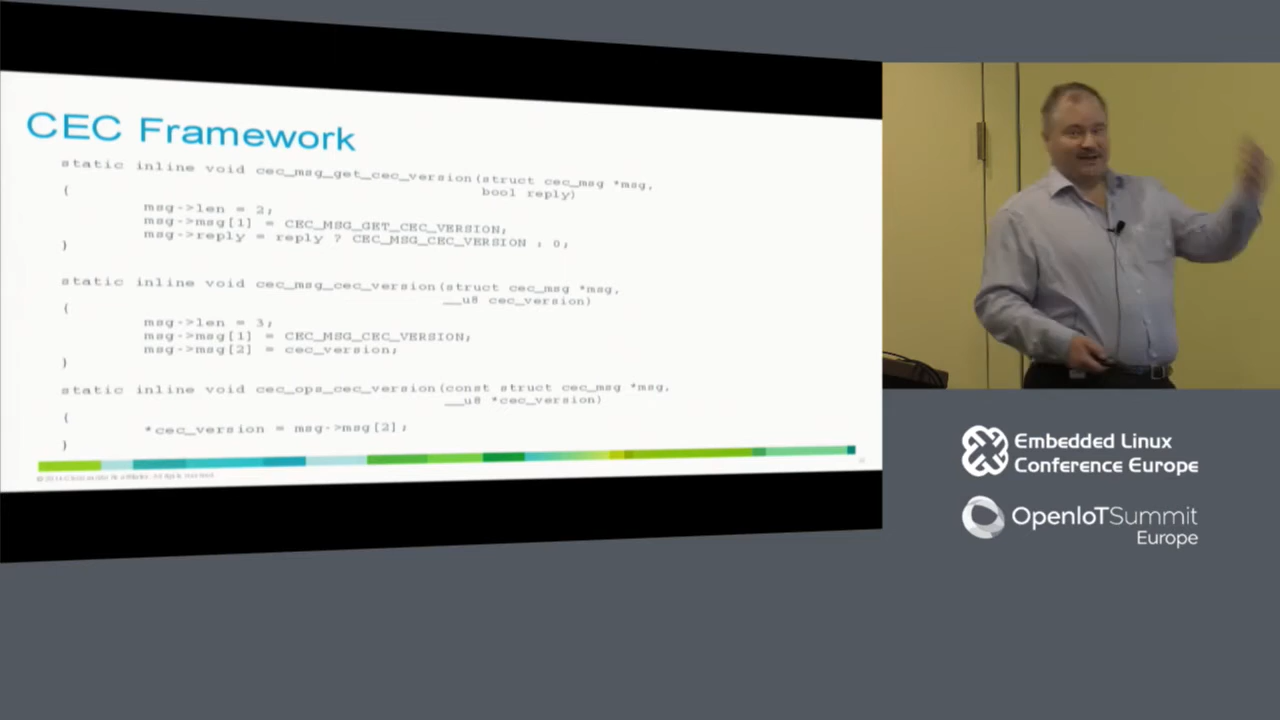 CEC Framework
static inline void cec_msg_get_cec_version(struct cec_msg *msg,
bool reply)
{
msg->len = 2;
msg->msg[1] = CEC_MSG_GET_CEC_VERSION;
msg->reply = reply ? CEC_MSG_CEC_VERSION : 0;
}
static inline void cec_msg_cec_version(struct cec_msg *msg,
__u8 cec_version)
{
msg->len = 3;
msg->msg[1] = CEC_MSG_CEC_VERSION;
msg->msg[2] = cec_version;
}
static inline void cec_ops_cec_version(const struct cec_msg *msg,
__u8 *cec_version)
{
*cec_version = msg->msg[2];
}
Embedded Linux
Conference Europe
OpenIoTSummit
Europe